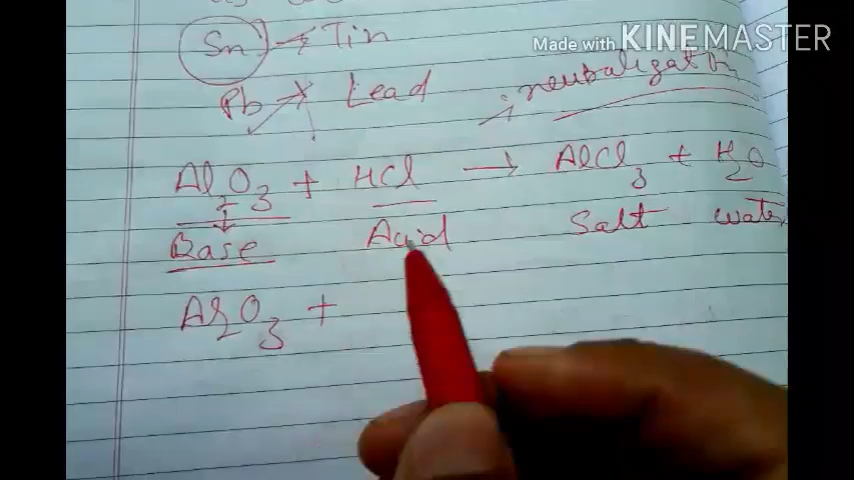 Made with KINEMASTER
Sn → Tin
Pb → Lead
; neutralization
Al2O3 + HCl → AlCl3 + H2O
Base Acid Salt water
Al2O3 +